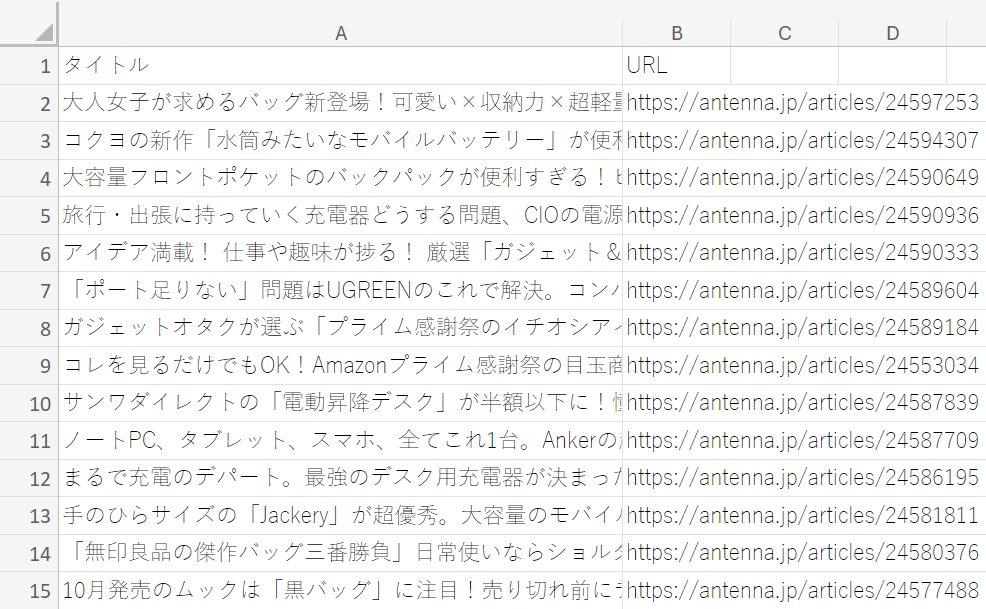 A B C D
1 タイトル URL
2 大人女子が求めるバッグ新登場！可愛い×収納力×超軽量 https://antenna.jp/articles/24597253
3 コクヨの新作「水筒みたいなモバイルバッテリー」が便利 https://antenna.jp/articles/24594307
4 大容量フロントポケットのバックパックが便利すぎる！ https://antenna.jp/articles/24590649
5 旅行・出張に持っていく充電器どうする問題、CIOの電源 https://antenna.jp/articles/24590936
6 アイデア満載！ 仕事や趣味が捗る！ 厳選「ガジェット＆ https://antenna.jp/articles/24590333
7 「ポート足りない」問題はUGREENのこれで解決。コン https://antenna.jp/articles/24589604
8 ガジェットオタクが選ぶ「プライム感謝祭のイチオシア https://antenna.jp/articles/24589184
9 コレを見るだけでもOK！Amazonプライム感謝祭の目玉商 https://antenna.jp/articles/24553034
10 サンワダイレクトの「電動昇降デスク」が半額以下に！ https://antenna.jp/articles/24587839
11 ノートPC、タブレット、スマホ、全てこれ1台。Ankerの https://antenna.jp/articles/24587709
12 まるで充電のデパート。最強のデスク用充電器が決まった https://antenna.jp/articles/24586195
13 手のひらサイズの「Jackery」が超優秀。大容量のモバイ https://antenna.jp/articles/24581811
14 「無印良品の傑作バッグ三番勝負」日常使いならショル https://antenna.jp/articles/24580376
15 10月発売のムックは「黒バッグ」に注目！売り切れ前に https://antenna.jp/articles/24577488